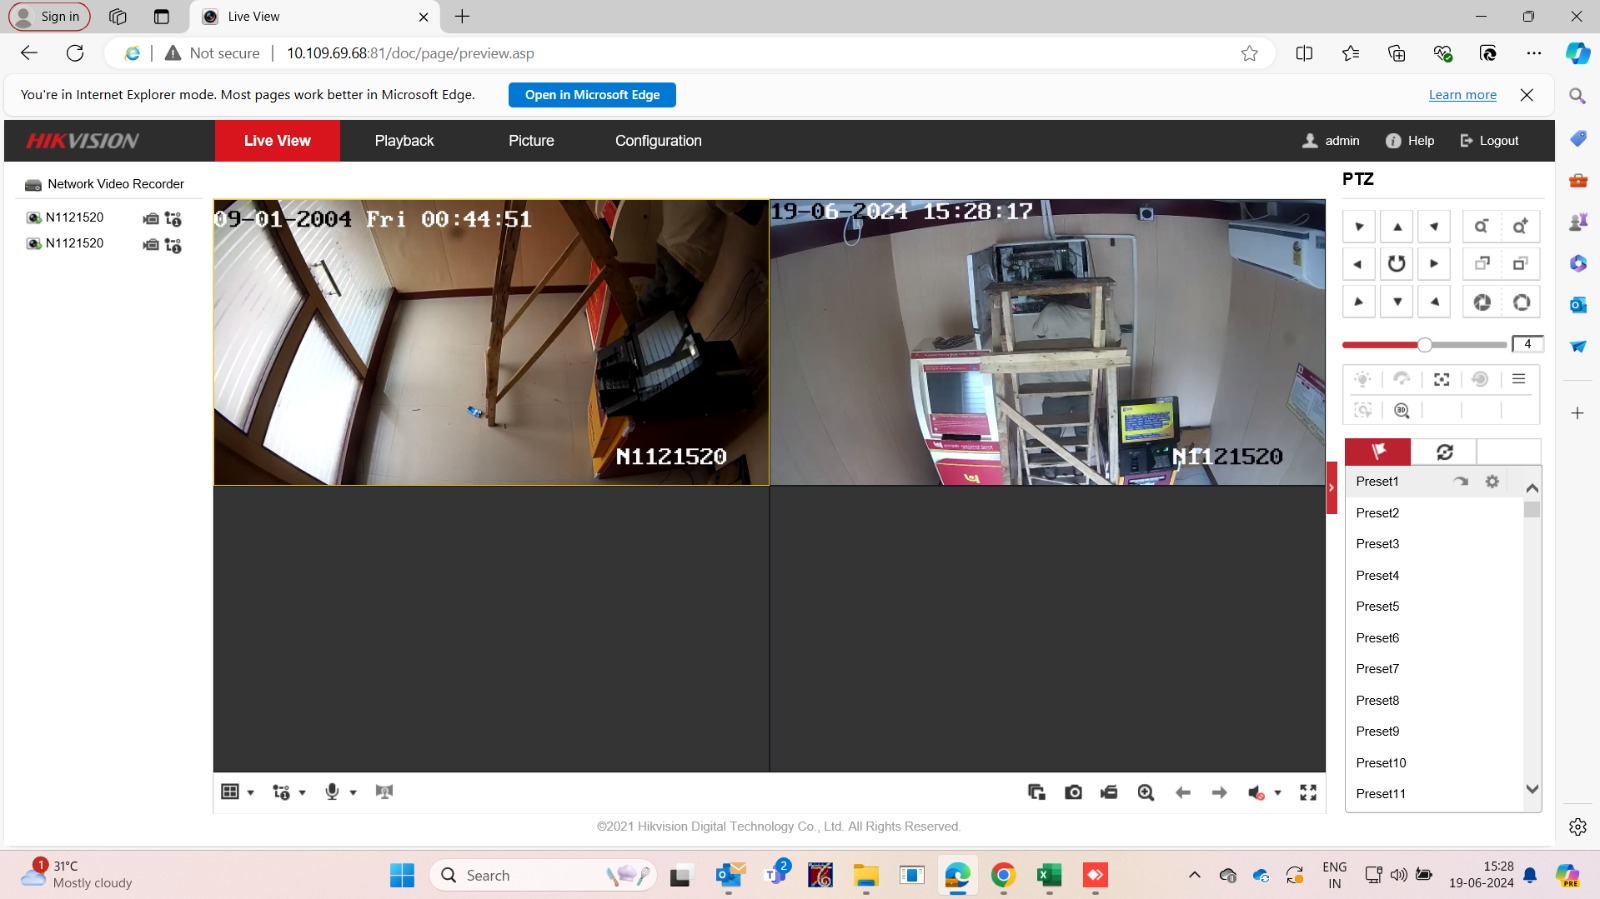 Sign in
Live View
Not secure
10.109.69.68:81/doc/page/preview.asp
You're in Internet Explorer mode. Most pages work better in Microsoft Edge.
Open in Microsoft Edge
Learn more
HIKVISION
Live View
Playback
Picture
Configuration
admin
Help
Logout
Network Video Recorder
N1121520
N1121520
09-01-2004 Fri 00:44:51
N1121520
19-06-2024 15:28:17
N1121520
PTZ
4
Preset1
Preset2
Preset3
Preset4
Preset5
Preset6
Preset7
Preset8
Preset9
Preset10
Preset11
©2021 Hikvision Digital Technology Co., Ltd. All Rights Reserved.
1
31°C
Mostly cloudy
Search
2
ENG
IN
15:28
19-06-2024
PRE